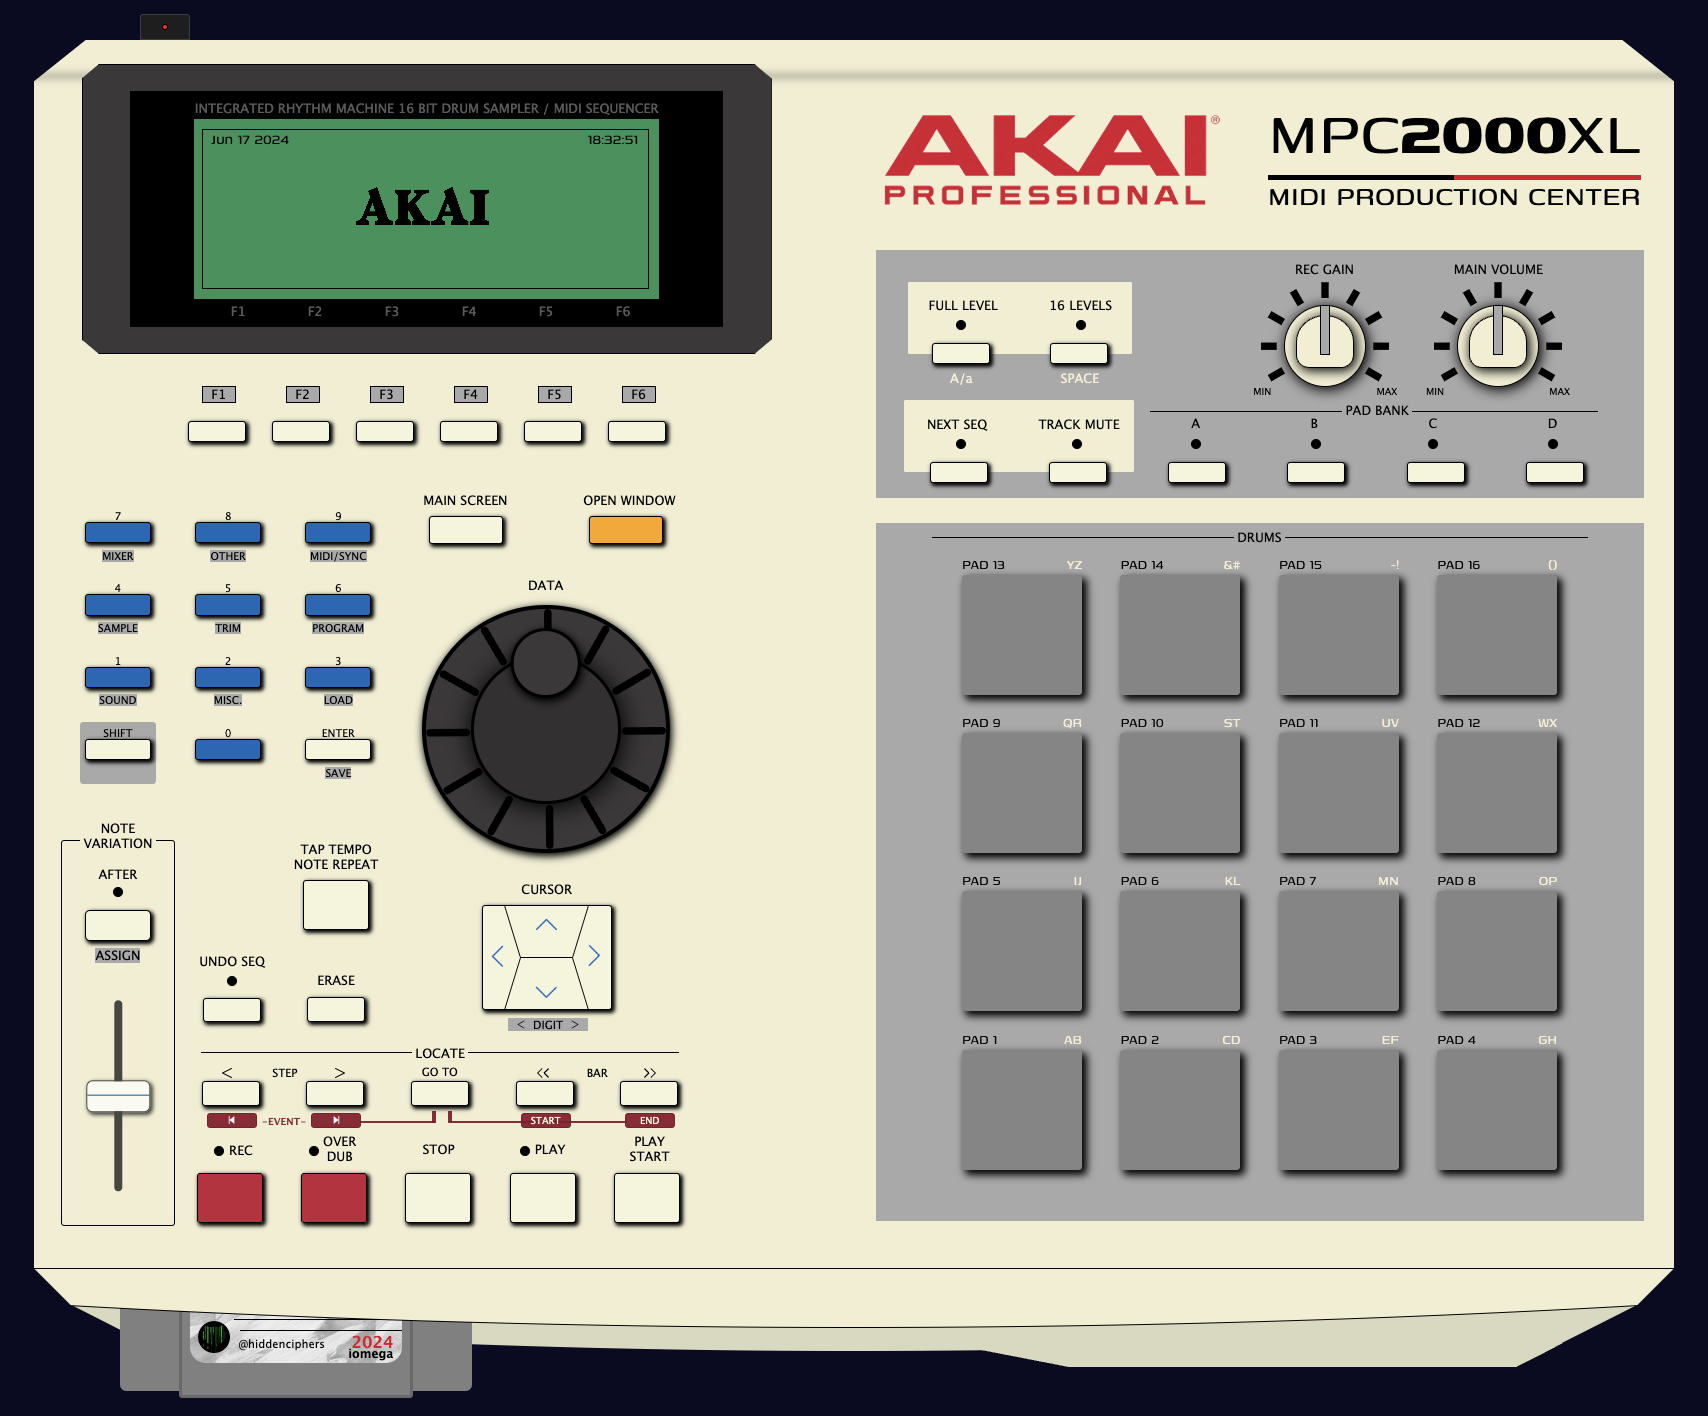 INTEGRATED RHYTHM MACHINE 16 BIT DRUM SAMPLER / MIDI SEQUENCER
Jun 17 2024 18:32:51
AKAI
F1 F2 F3 F4 F5 F6
AKAI®
PROFESSIONAL
MPC2000XL
MIDI PRODUCTION CENTER
F1 F2 F3 F4 F5 F6
MAIN SCREEN
OPEN WINDOW
7 8 9
MIXER OTHER MIDI/SYNC
4 5 6
SAMPLE TRIM PROGRAM
1 2 3
SOUND MISC. LOAD
SHIFT 0 ENTER
SAVE
DATA
NOTE
VARIATION
AFTER
ASSIGN
TAP TEMPO
NOTE REPEAT
UNDO SEQ
ERASE
CURSOR
< DIGIT >
LOCATE
< STEP > GO TO << BAR >>
-EVENT- START END
REC
OVER
DUB
STOP
PLAY
PLAY
START
FULL LEVEL 16 LEVELS
A/a SPACE
NEXT SEQ TRACK MUTE
REC GAIN
MIN MAX
MAIN VOLUME
MIN MAX
PAD BANK
A B C D
DRUMS
PAD 13 YZ PAD 14 &# PAD 15 -! PAD 16 ()
PAD 9 QR PAD 10 ST PAD 11 UV PAD 12 WX
PAD 5 IJ PAD 6 KL PAD 7 MN PAD 8 OP
PAD 1 AB PAD 2 CD PAD 3 EF PAD 4 GH
@hiddenciphers
2024
iomega